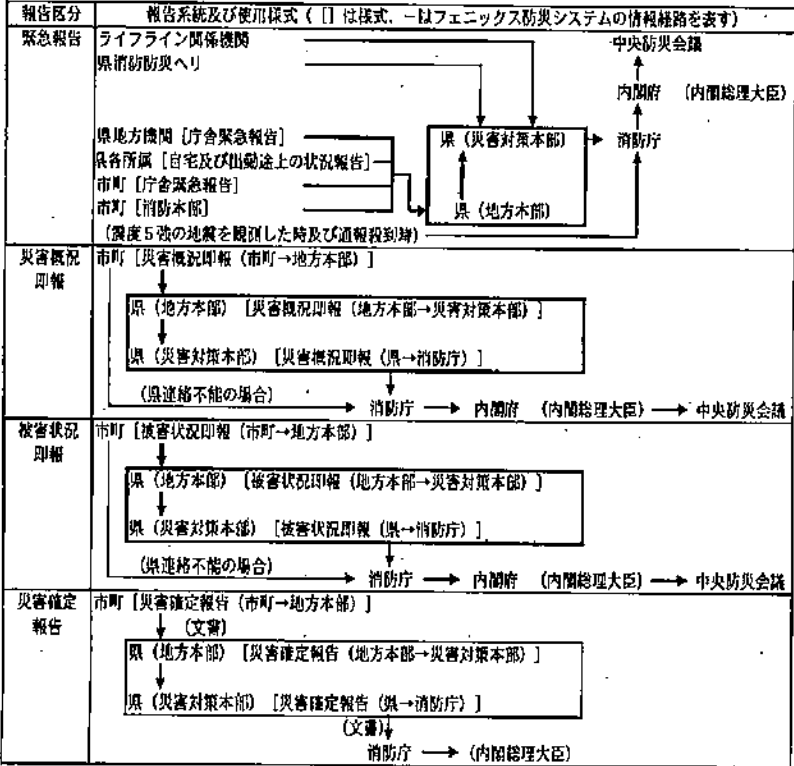 報告区分
報告系統及び使用様式（ []は様式、－はフェニックス防災システムの情報経路を表す）
緊急報告
ライフライン関係機関
中央防災会議
県消防防災ヘリ
内閣府 （内閣総理大臣）
県地方機関［庁舎緊急報告］
県（災害対策本部）
消防庁
県各所属［自宅及び出勤途上の状況報告］
市町［庁舎緊急報告］
市町［消防本部］
県（地方本部）
（震度５強の地震を観測した時及び通報殺到時）
災害概況
即報
市町［災害概況即報（市町→地方本部）］
県（地方本部）［災害概況即報（地方本部→災害対策本部）］
県（災害対策本部）［災害概況即報（県→消防庁）］
（県連絡不能の場合）
消防庁 → 内閣府 （内閣総理大臣）→ 中央防災会議
被害状況
即報
市町［被害状況即報（市町→地方本部）］
県（地方本部）［被害状況即報（地方本部→災害対策本部）］
県（災害対策本部）［被害状況即報（県→消防庁）］
（県連絡不能の場合）
消防庁 → 内閣府 （内閣総理大臣）→ 中央防災会議
災害確定
報告
市町［災害確定報告（市町→地方本部）］
（文書）
県（地方本部）［災害確定報告（地方本部→災害対策本部）］
県（災害対策本部）［災害確定報告（県→消防庁）］
（文書）
消防庁 →（内閣総理大臣）